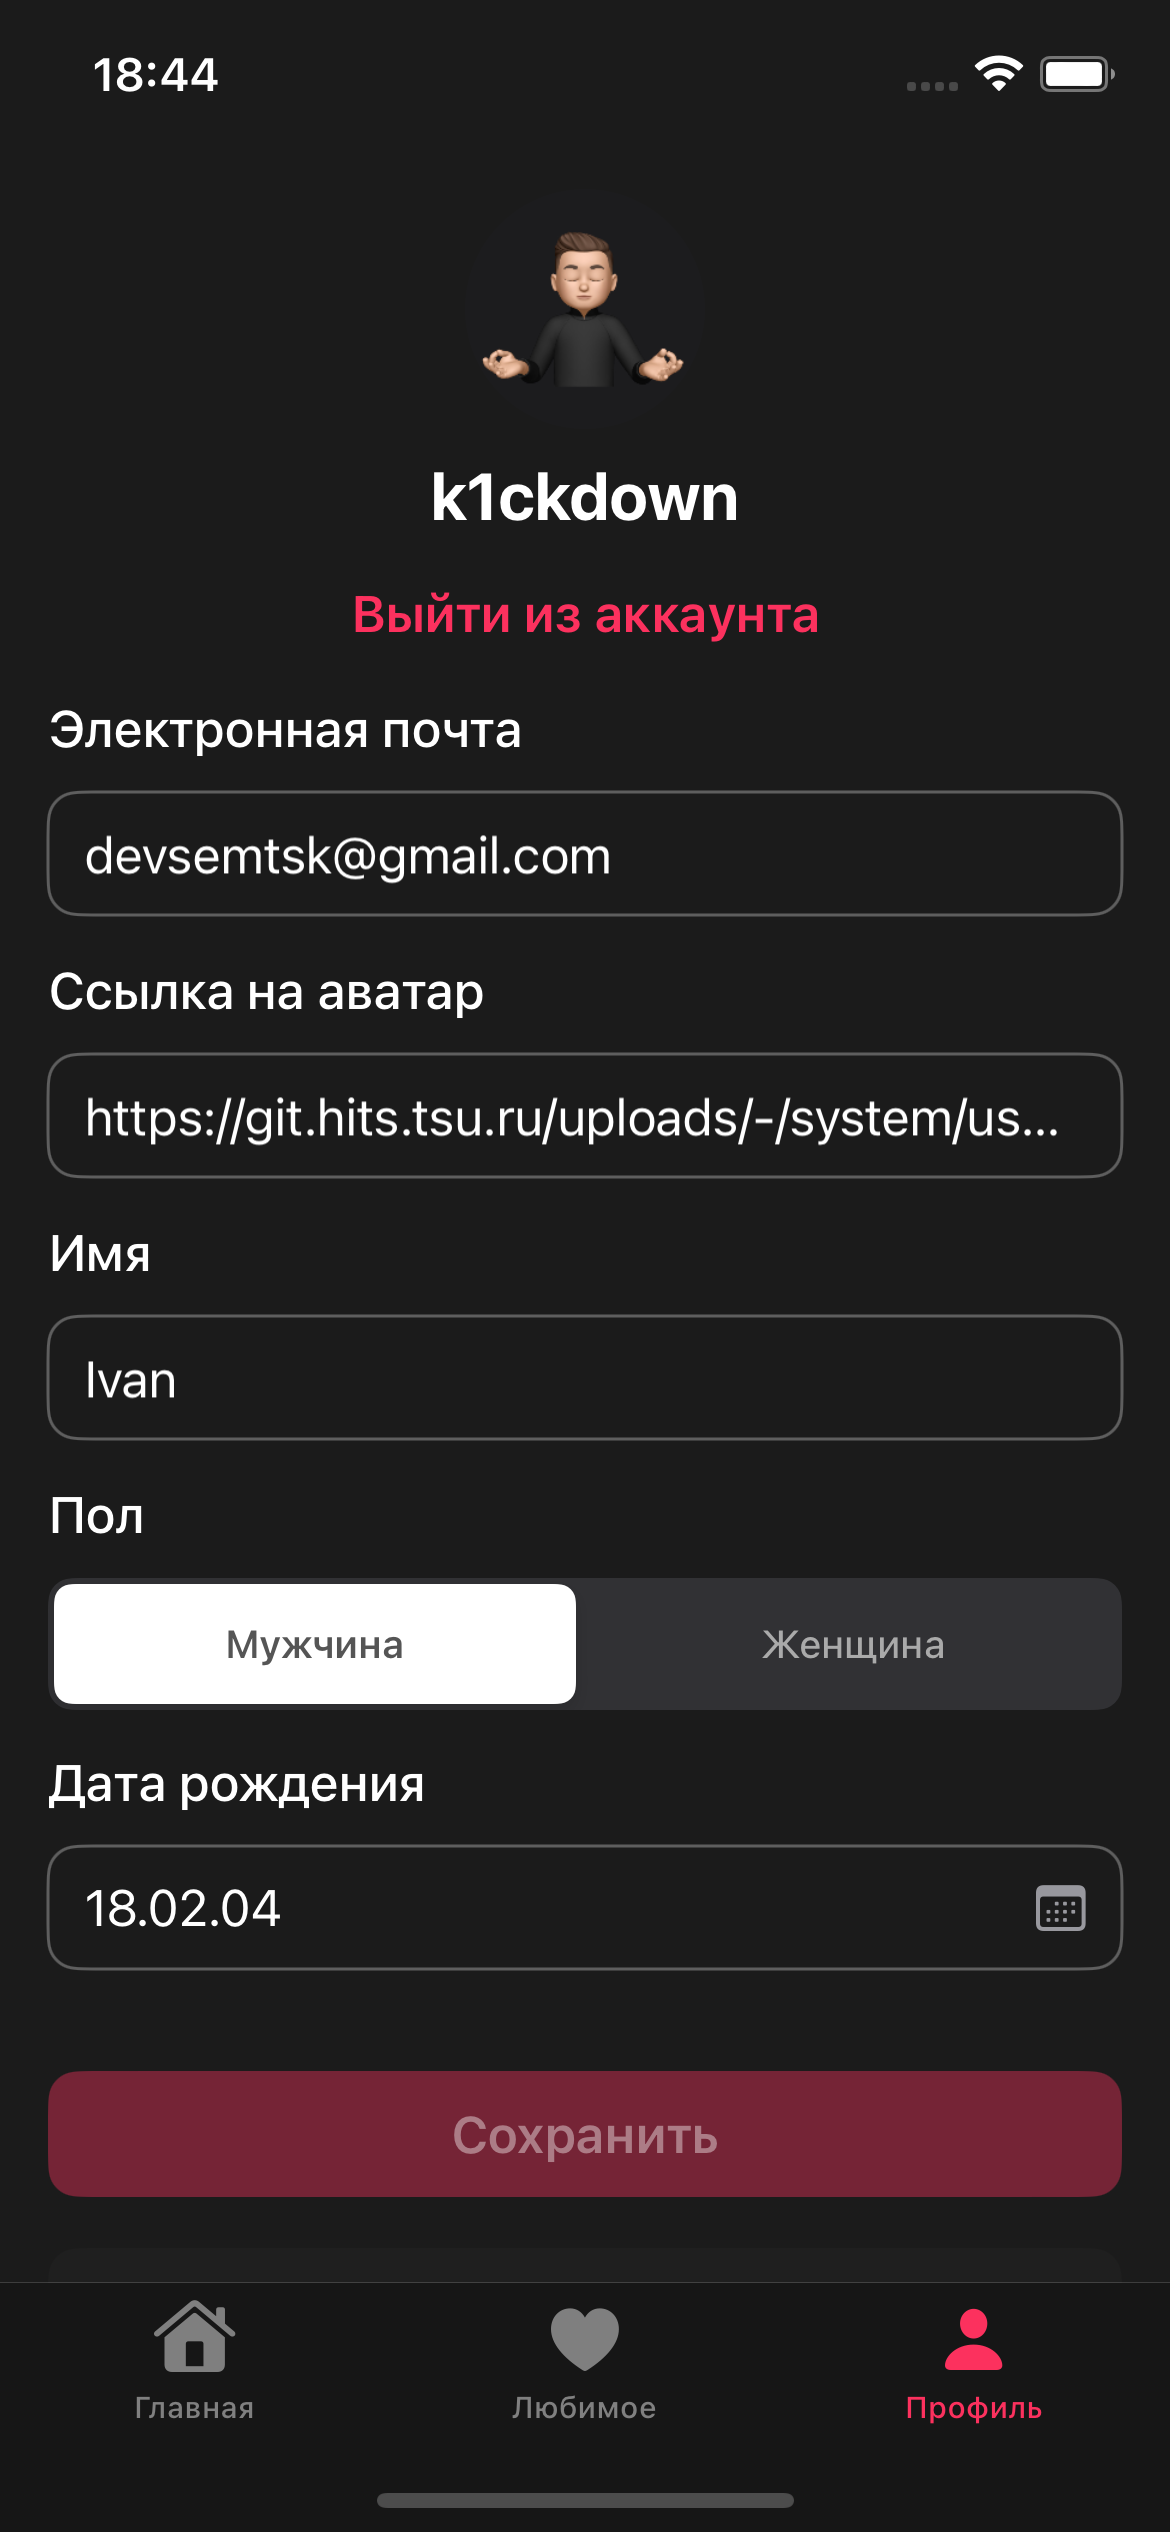 18:44
k1ckdown
Выйти из аккаунта
Электронная почта
devsemtsk@gmail.com
Ссылка на аватар
https://git.hits.tsu.ru/uploads/-/system/us...
Имя
Ivan
Пол
Мужчина Женщина
Дата рождения
18.02.04
Сохранить
Главная Любимое Профиль